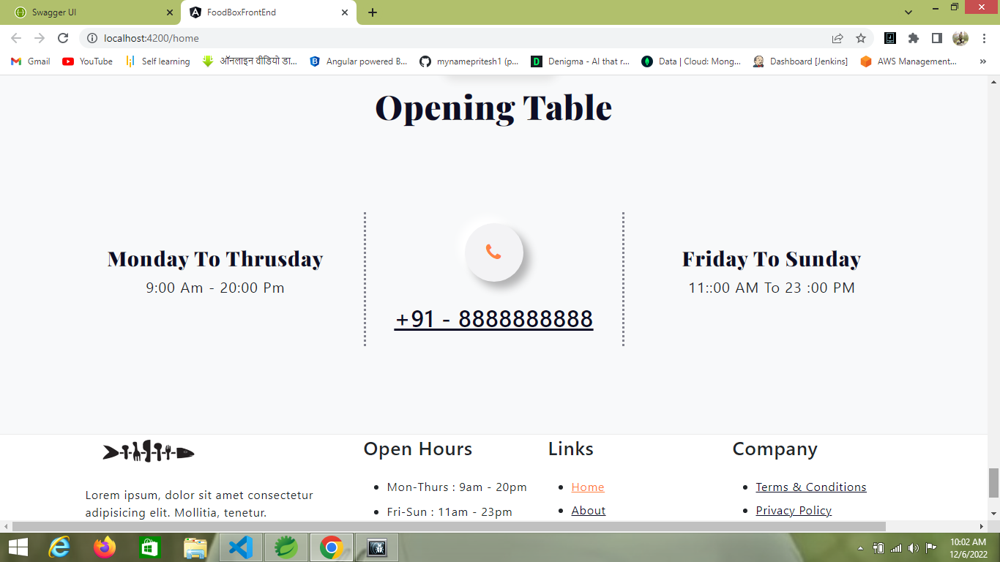 Swagger UI
FoodBoxFrontEnd
localhost:4200/home
Gmail
YouTube
Self learning
ऑनलाइन वीडियो डा...
Angular powered B...
mynamepritesh1 (p...
Denigma - AI that r...
Data | Cloud: Mong...
Dashboard [Jenkins]
AWS Management...
»
Opening Table
Monday To Thrusday
9:00 Am - 20:00 Pm
+91 - 8888888888
Friday To Sunday
11::00 AM To 23 :00 PM
Lorem ipsum, dolor sit amet consectetur
adipisicing elit. Mollitia, tenetur.
Open Hours
Mon-Thurs : 9am - 20pm
Fri-Sun : 11am - 23pm
Links
Home
About
Company
Terms & Conditions
Privacy Policy
10:02 AM
12/6/2022